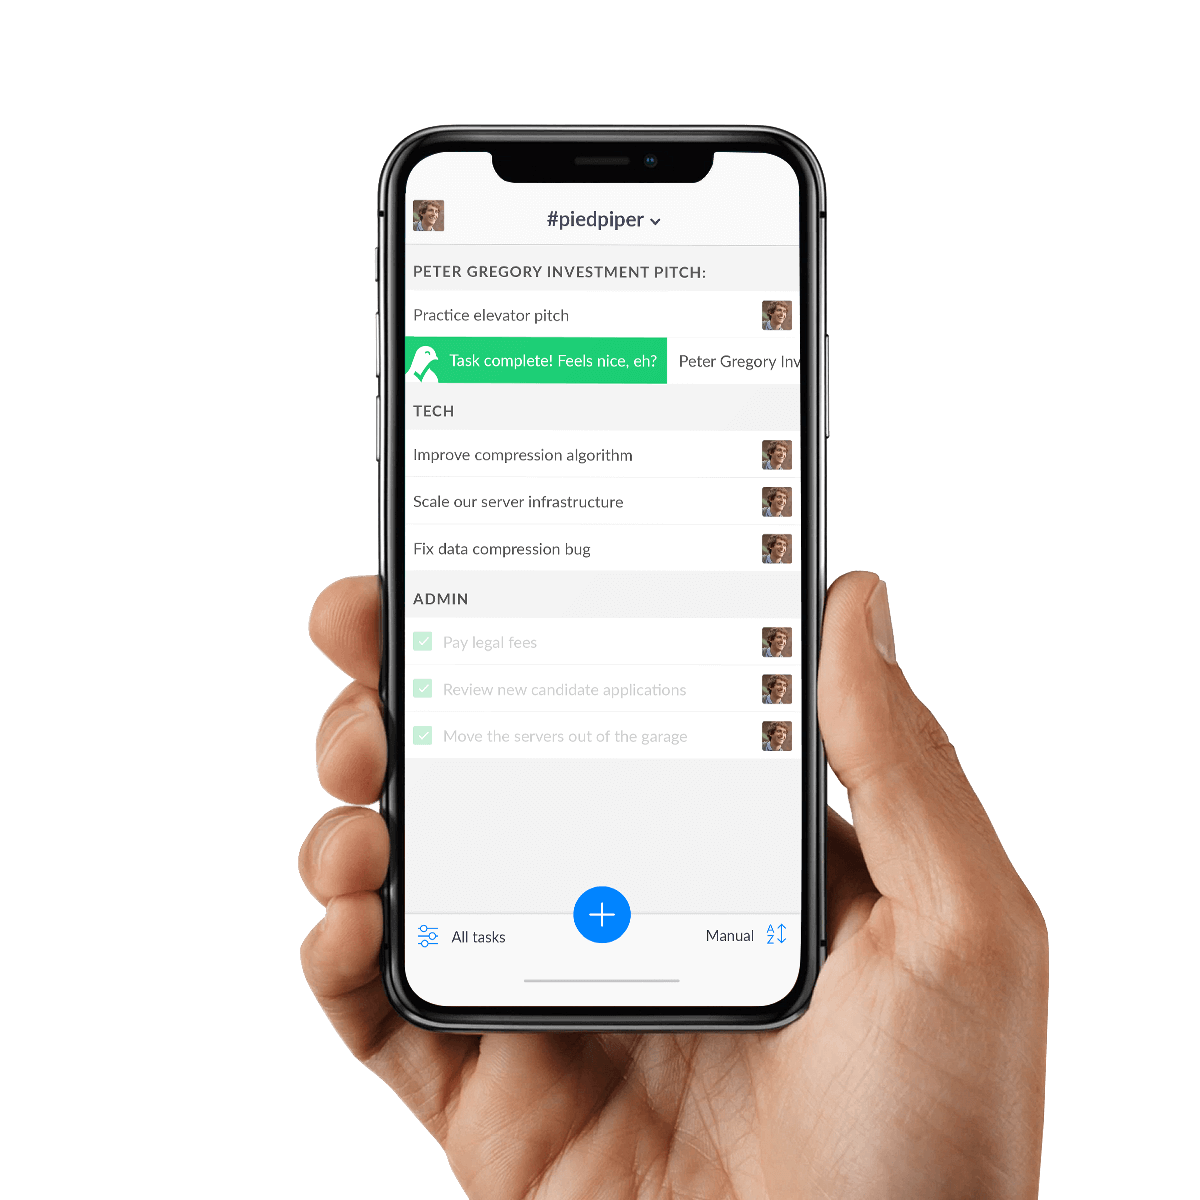 #piedpiper
PETER GREGORY INVESTMENT PITCH:
Practice elevator pitch
Task complete! Feels nice, eh? Peter Gregory Inv
TECH
Improve compression algorithm
Scale our server infrastructure
Fix data compression bug
ADMIN
Pay legal fees
Review new candidate applications
Move the servers out of the garage
All tasks
Manual
A
Z